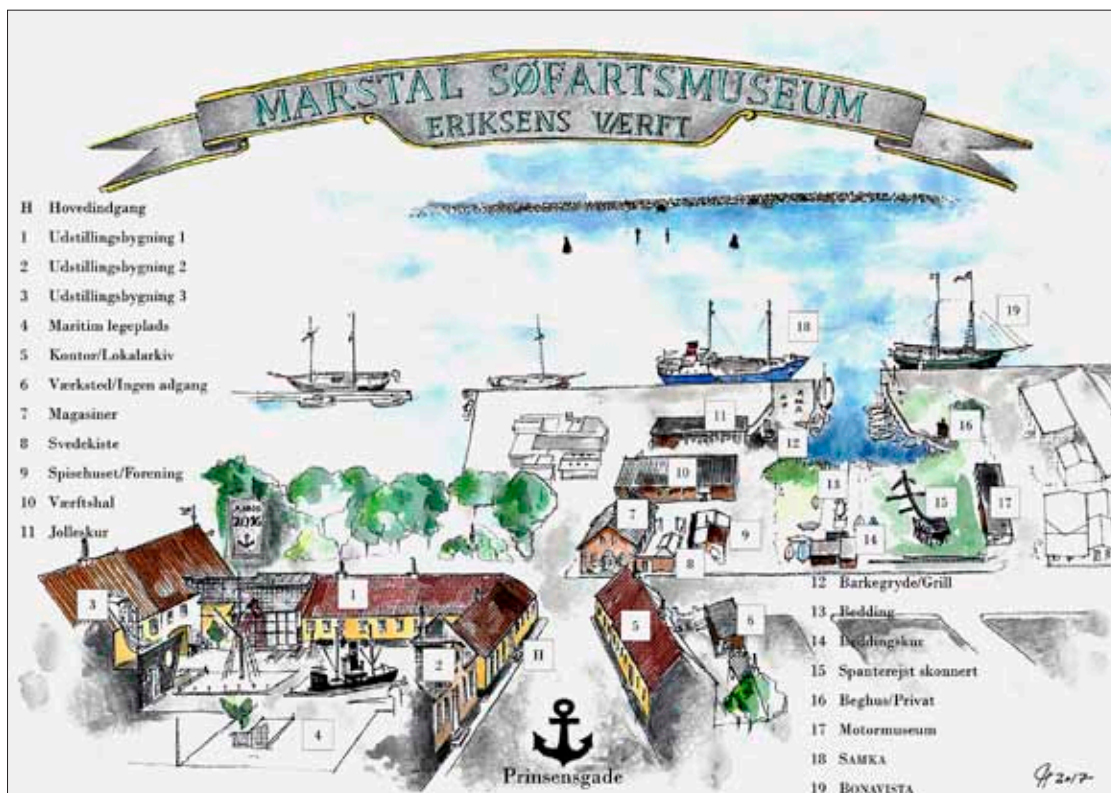 MARSTAL SØFARTSMUSEUM
ERIKSENS VÆRFT
H Hovedindgang
1 Udstillingsbygning 1
2 Udstillingsbygning 2
3 Udstillingsbygning 3
4 Maritim legeplads
5 Kontor/Lokalarkiv
6 Værksted/Ingen adgang
7 Magasiner
8 Svedekiste
9 Spisehuset/Forening
10 Værftshal
11 Jolleskur
19
18
11
16
12
10
13
15
17
7
9
14
8
2016
1
3
5
6
2
H
4
12 Barkegryde/Grill
13 Bedding
14 Beddingskur
15 Spanterejst skonnert
16 Beghus/Privat
17 Motormuseum
18 SAMKA
19 BONAVISTA
Prinsensgade
2017